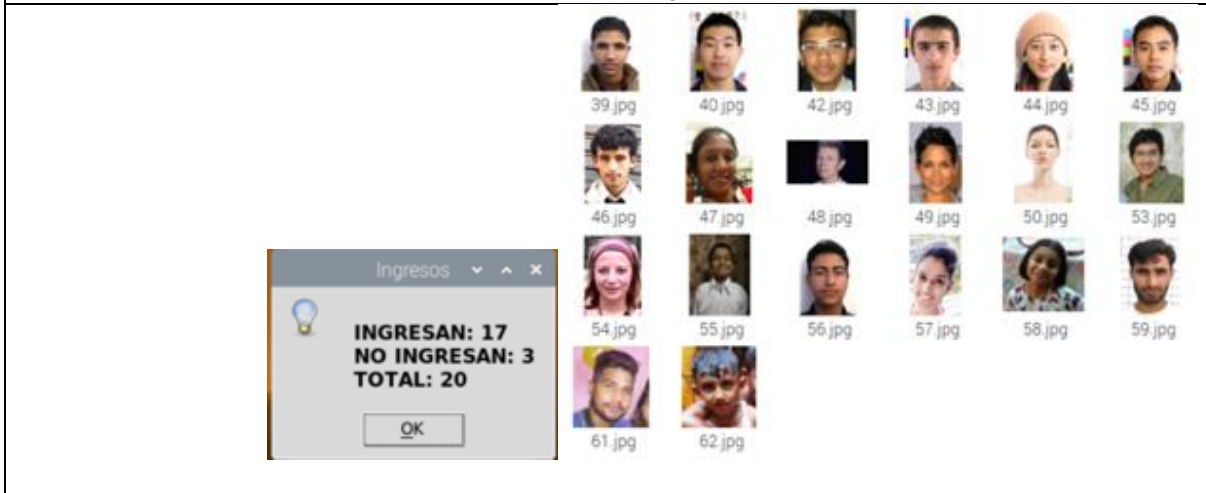 39.jpg 40.jpg 42.jpg 43.jpg 44.jpg 45.jpg
46.jpg 47.jpg 48.jpg 49.jpg 50.jpg 53.jpg
54.jpg 55.jpg 56.jpg 57.jpg 58.jpg 59.jpg
61.jpg 62.jpg
Ingresos
INGRESAN: 17
NO INGRESAN: 3
TOTAL: 20
OK